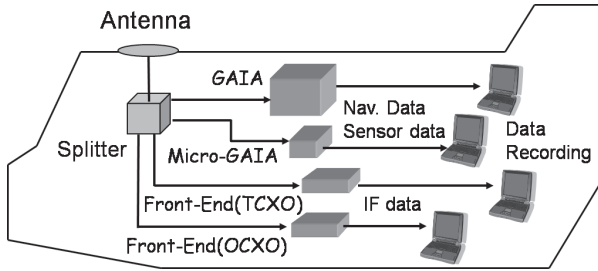 Antenna
GAIA
Nav. Data
Sensor data
Data
Recording
Splitter
Micro-GAIA
Front-End(TCXO)
IF data
Front-End(OCXO)